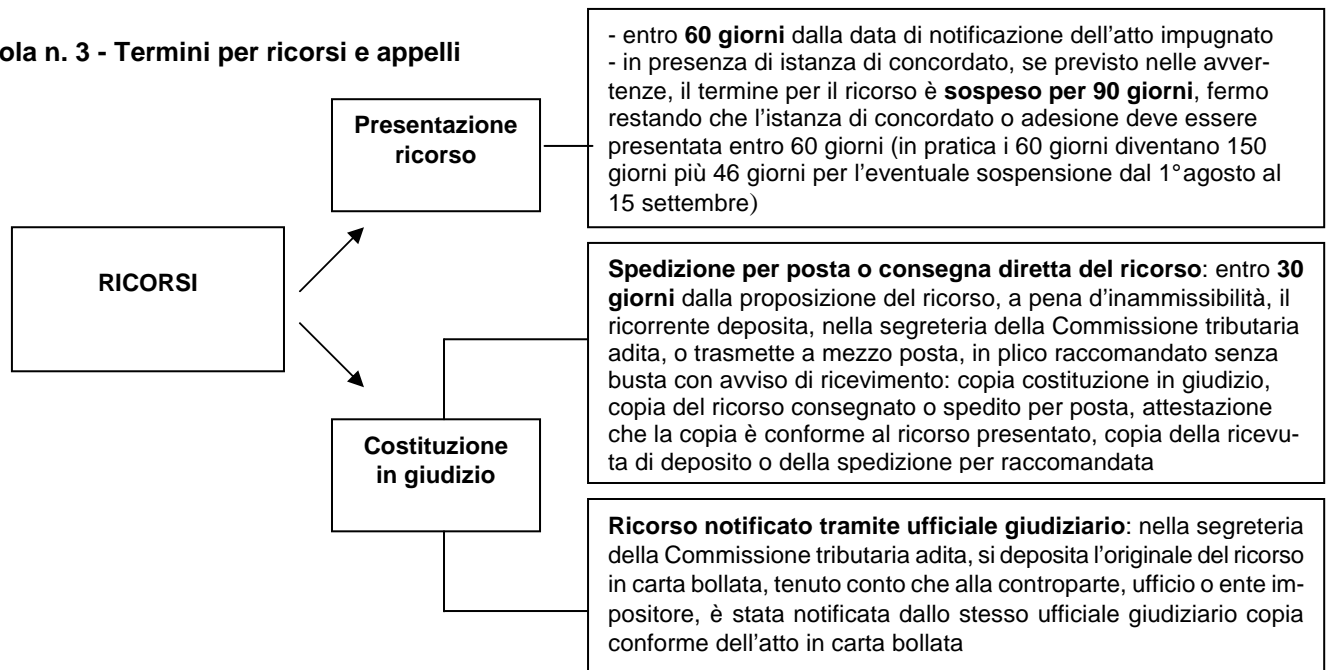 ola n. 3 - Termini per ricorsi e appelli
- entro 60 giorni dalla data di notificazione dell'atto impugnato
- in presenza di istanza di concordato, se previsto nelle avver-
tenze, il termine per il ricorso è sospeso per 90 giorni, fermo
restando che l'istanza di concordato o adesione deve essere
presentata entro 60 giorni (in pratica i 60 giorni diventano 150
giorni più 46 giorni per l'eventuale sospensione dal 1° agosto al
15 settembre)
Presentazione
ricorso
RICORSI
Spedizione per posta o consegna diretta del ricorso: entro 30
giorni dalla proposizione del ricorso, a pena d'inammissibilità, il
ricorrente deposita, nella segreteria della Commissione tributaria
adita, o trasmette a mezzo posta, in plico raccomandato senza
busta con avviso di ricevimento: copia costituzione in giudizio,
copia del ricorso consegnato o spedito per posta, attestazione
che la copia è conforme al ricorso presentato, copia della ricevu-
ta di deposito o della spedizione per raccomandata
Costituzione
in giudizio
Ricorso notificato tramite ufficiale giudiziario: nella segreteria
della Commissione tributaria adita, si deposita l'originale del ricorso
in carta bollata, tenuto conto che alla controparte, ufficio o ente im-
positore, è stata notificata dallo stesso ufficiale giudiziario copia
conforme dell'atto in carta bollata